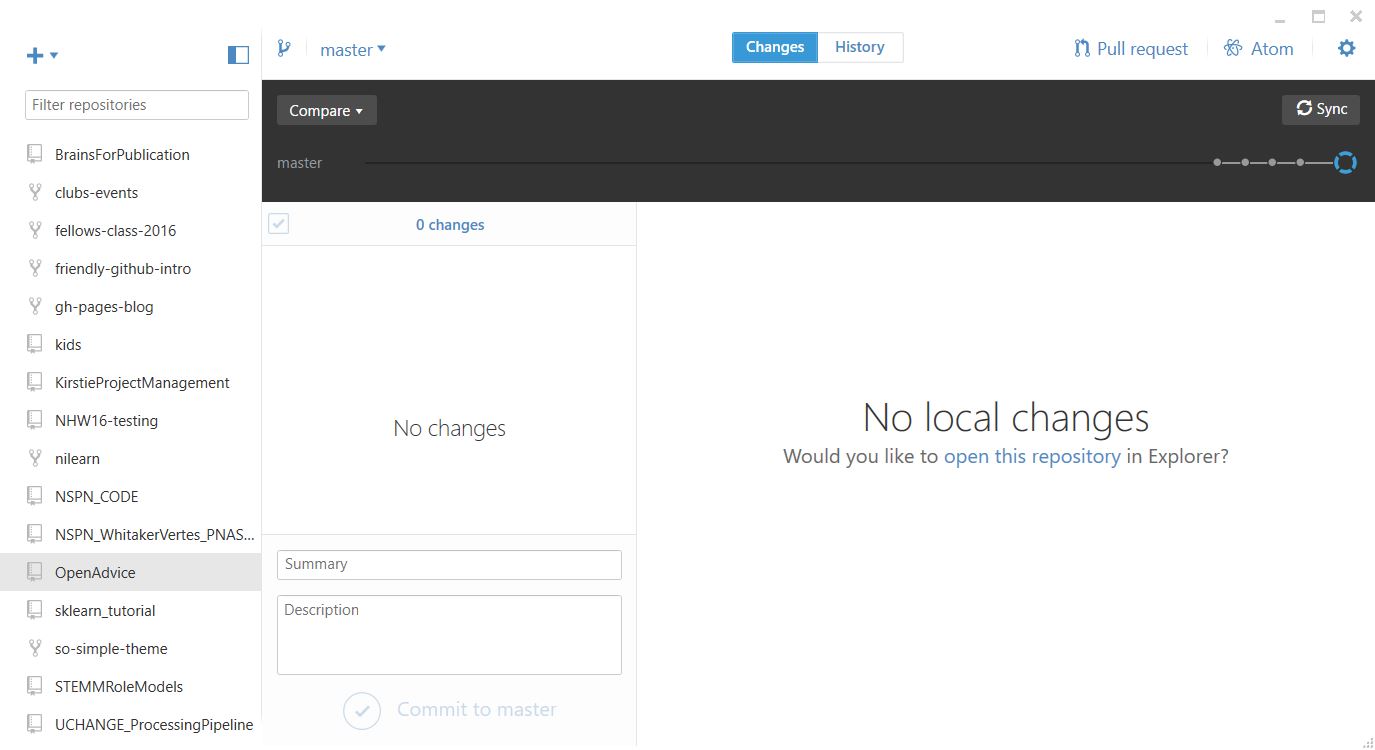 master
Changes
History
Pull request
Atom
Filter repositories
BrainsForPublication
clubs-events
fellows-class-2016
friendly-github-intro
gh-pages-blog
kids
KirstieProjectManagement
NHW16-testing
nilearn
NSPN_CODE
NSPN_WhitakerVertes_PNAS...
OpenAdvice
sklearn_tutorial
so-simple-theme
STEMMRoleModels
UCHANGE_ProcessingPipeline
Compare
Sync
master
0 changes
No changes
Summary
Description
Commit to master
No local changes
Would you like to open this repository in Explorer?